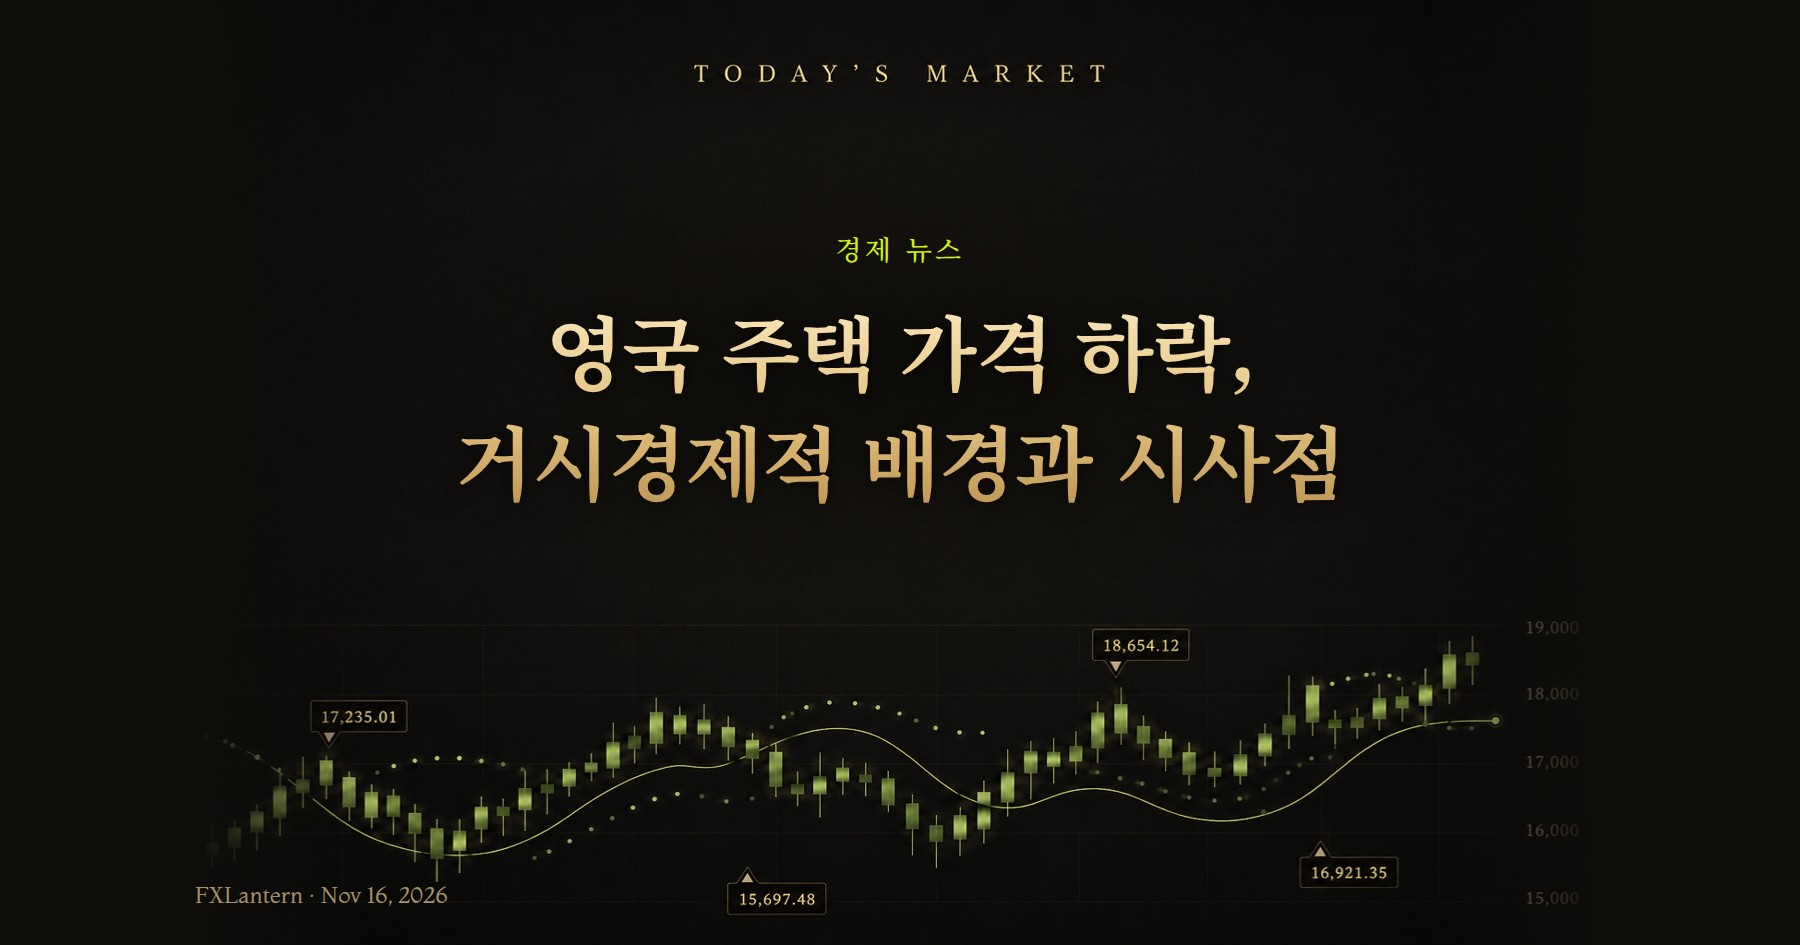 TODAY’S MARKET
경제 뉴스
영국 주택 가격 하락,
거시경제적 배경과 시사점
19,000
18,654.12
18,000
17,235.01
17,000
16,000
16,921.35
15,697.48
15,000
FXLantern · Nov 16, 2026